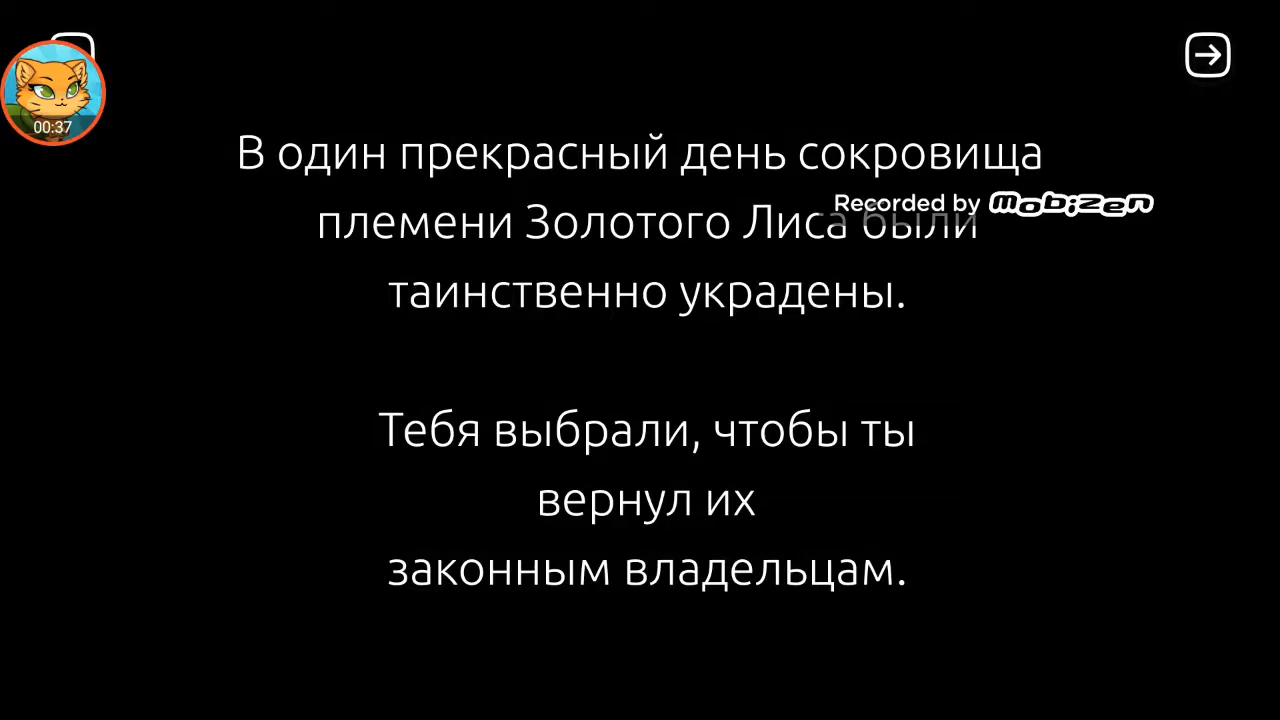 00:37
В один прекрасный день сокровища
Recorded by mobizen
племени Золотого Лиса были
таинственно украдены.
Тебя выбрали, чтобы ты
вернул их
законным владельцам.